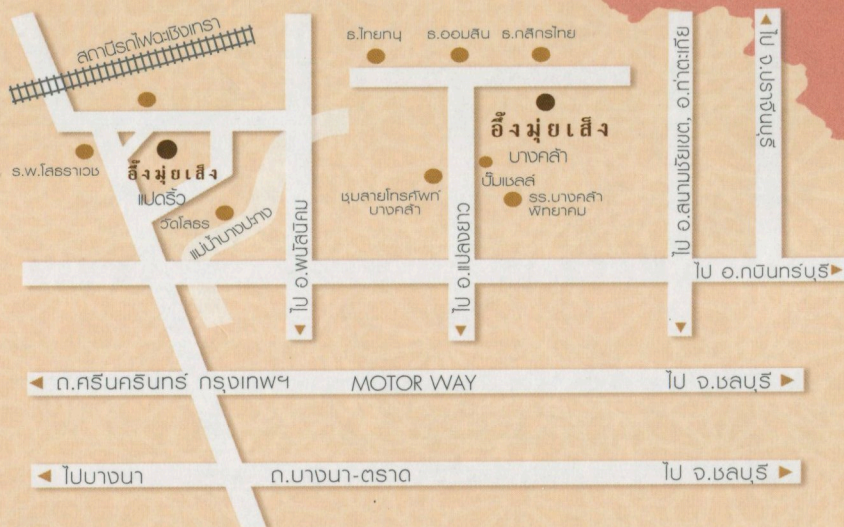 สถานีรถไฟฉะเชิงเทรา
ธ.ไทยทนุ
ธ.ออมสิน
ธ.กสิกรไทย
ไป อ.สนามชัยเขต, อ.ท่าตะเกียบ
ไป จ.ปราจีนบุรี
ร.พ.โสธราเวช
อึ้งมุ่ยเส็ง
แปดริ้ว
วัดโสธร
แม่น้ำบางปะกง
ไป อ.พนัสนิคม
ชุมสายโทรศัพท์
บางคล้า
ไป อ.แปลงยาว
อึ้งมุ่ยเส็ง
บางคล้า
ปั๊มเชลล์
รร.บางคล้า
พิทยาคม
ไป อ.กบินทร์บุรี
ถ.ศรีนครินทร์ กรุงเทพฯ
MOTOR WAY
ไป จ.ชลบุรี
ไปบางนา
ถ.บางนา-ตราด
ไป จ.ชลบุรี